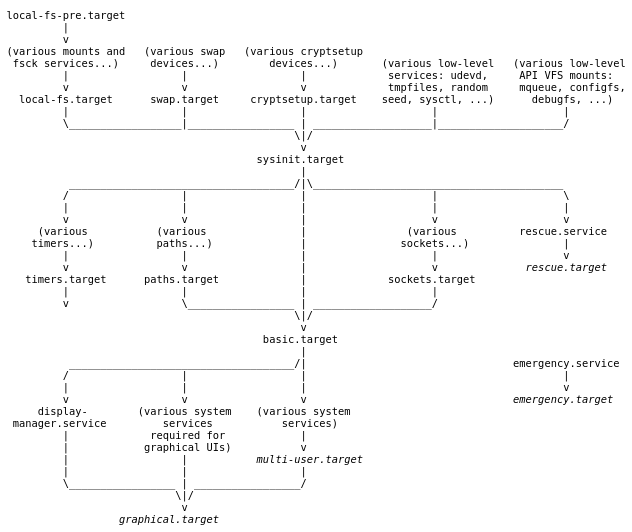 local-fs-pre.target
(various mounts and   (various swap   (various cryptsetup
fsck services...)   devices...)   devices...)   (various low-level   (various low-level
services: udevd,   API VFS mounts:
tmpfiles, random   mqueue, configfs,
local-fs.target   swap.target   cryptsetup.target   seed, sysctl, ...)   debugfs, ...)
sysinit.target
(various   (various   (various   rescue.service
timers...)   paths...)   sockets...)
rescue.target
timers.target   paths.target   sockets.target
basic.target
emergency.service
emergency.target
display-   (various system   (various system
manager.service   services   services)
required for
graphical UIs)
multi-user.target
graphical.target